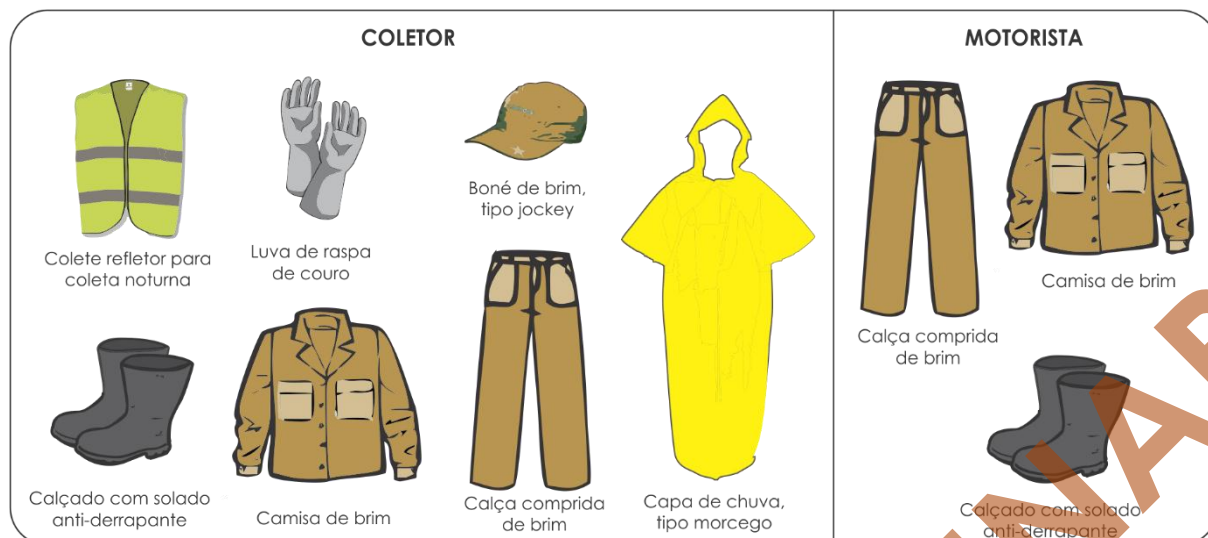 COLETOR
MOTORISTA
Colete refletor para
coleta noturna
Luva de raspa
de couro
Boné de brim,
tipo jockey
Calçado com solado
anti-derrapante
Camisa de brim
Calça comprida
de brim
Capa de chuva,
tipo morcego
Calça comprida
de brim
Camisa de brim
Calçado com solado
anti-derrapante